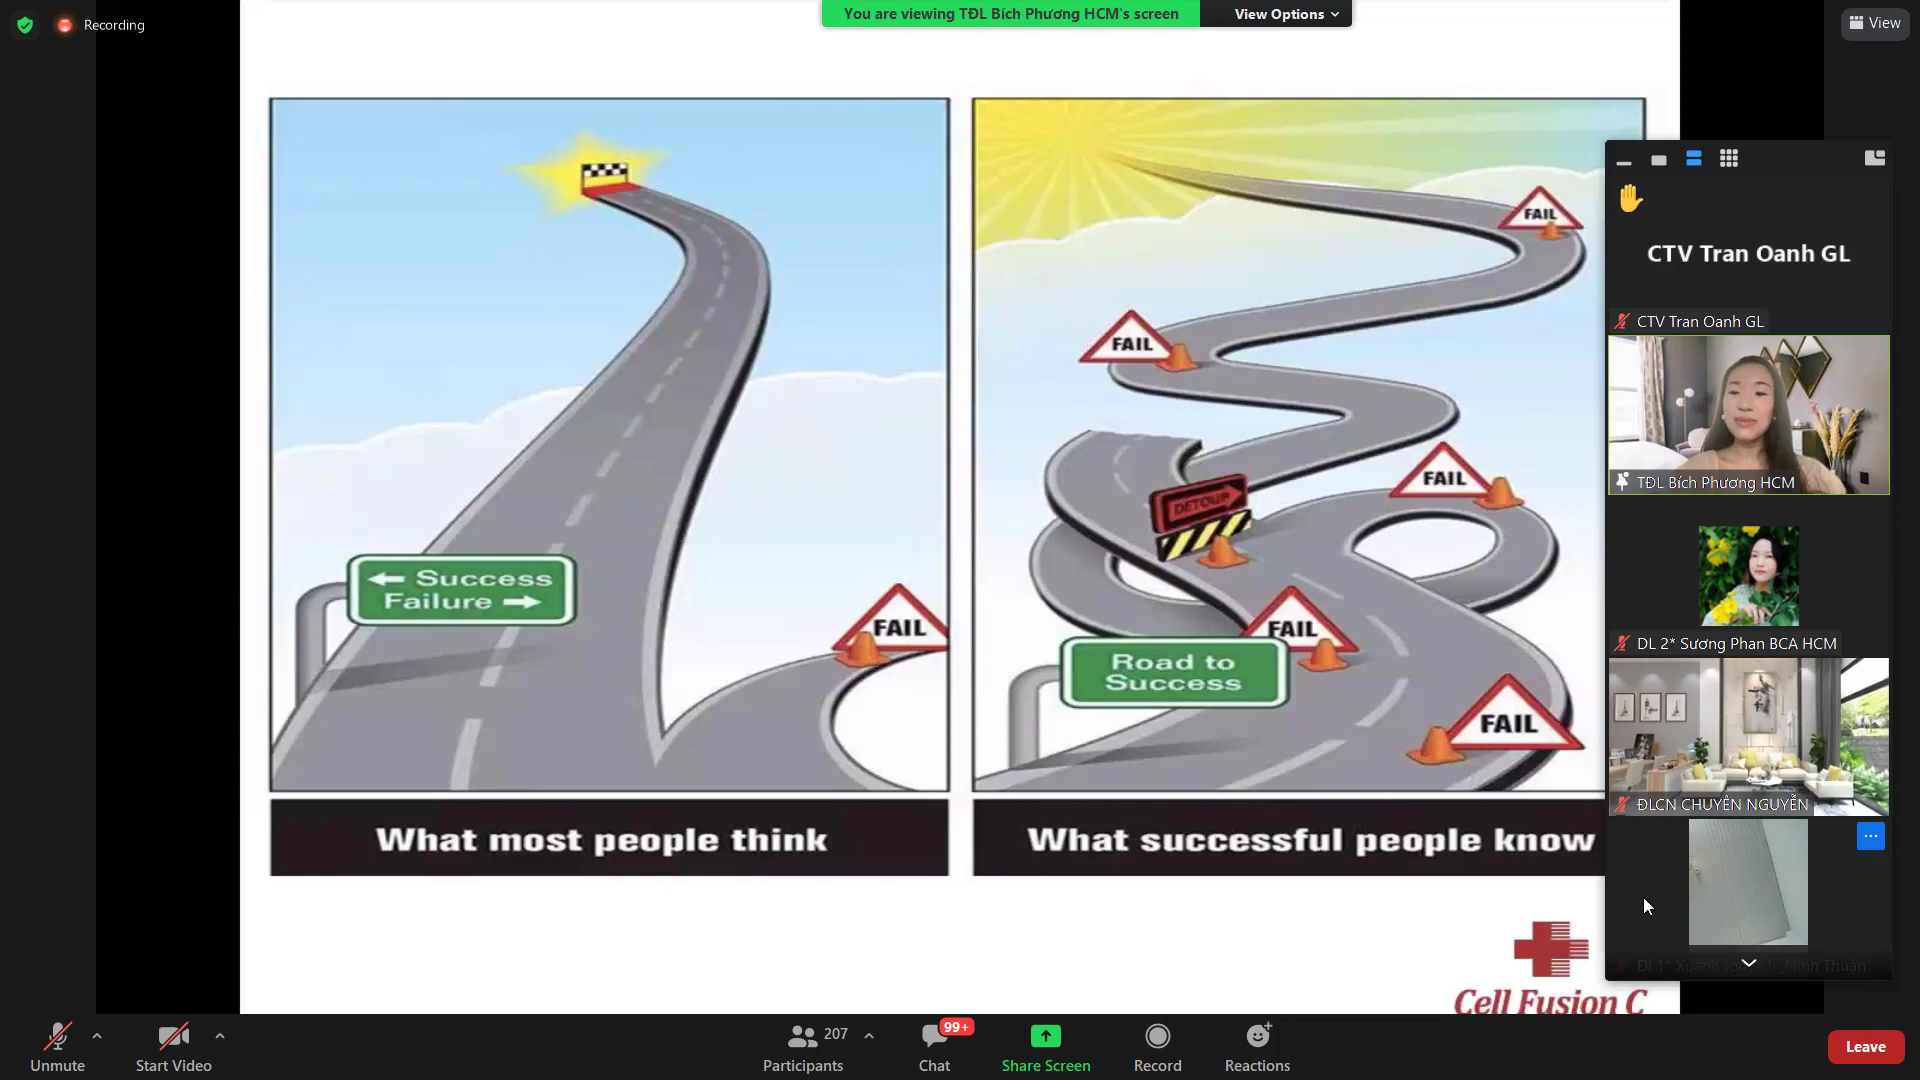 Recording
You are viewing TĐL Bích Phương HCM's screen
View Options
View
FAIL
CTV Tran Oanh GL
CTV Tran Oanh GL
FAIL
TĐL Bích Phương HCM
FAIL
DETOUR
← Success
Failure →
FAIL
FAIL
Road to
Success
FAIL
DL 2* Sương Phan BCA HCM
ĐLCN CHUYÊN NGUYỄN
What most people think
What successful people know
Ninh Thuận
Cell Fusion C
Unmute
Start Video
207
Participants
99+
Chat
Share Screen
Record
Reactions
Leave